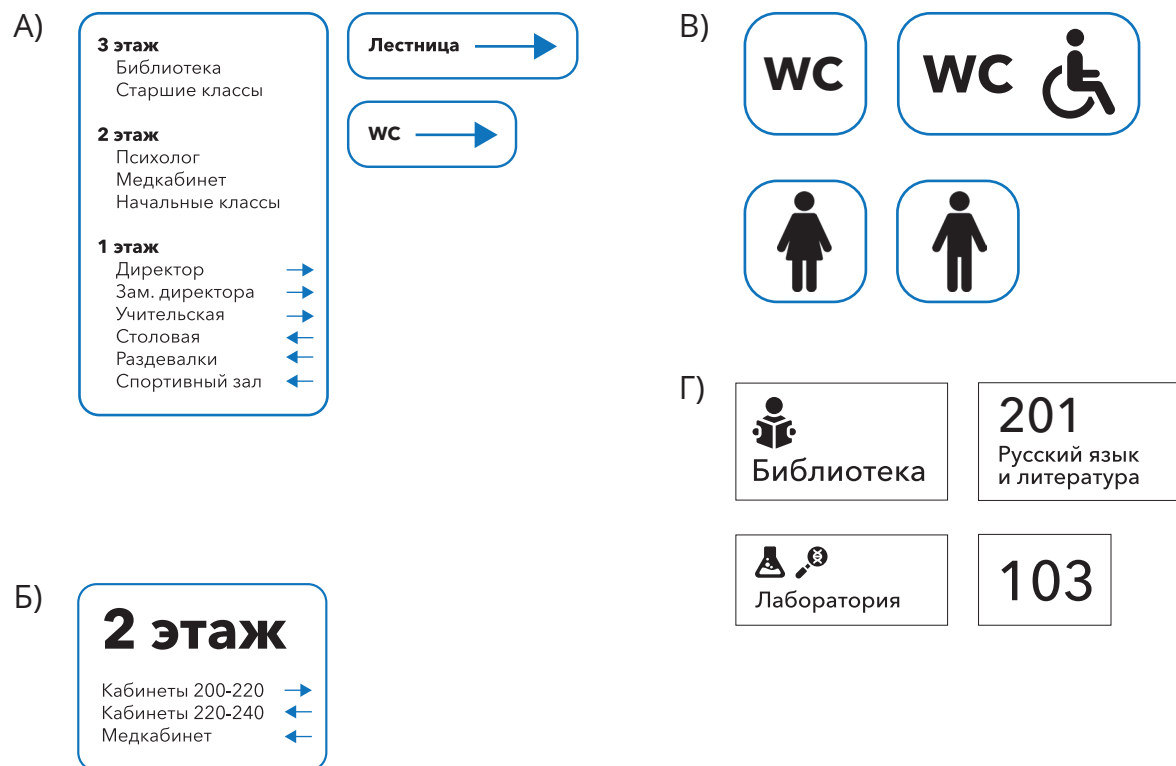 А)
3 этаж
Библиотека
Старшие классы
2 этаж
Психолог
Медкабинет
Начальные классы
1 этаж
Директор
Зам. директора
Учительская
Столовая
Раздевалки
Спортивный зал
Лестница
WC
Б)
2 этаж
Кабинеты 200-220
Кабинеты 220-240
Медкабинет
В)
WC
WC
Г)
Библиотека
201
Русский язык
и литература
Лаборатория
103